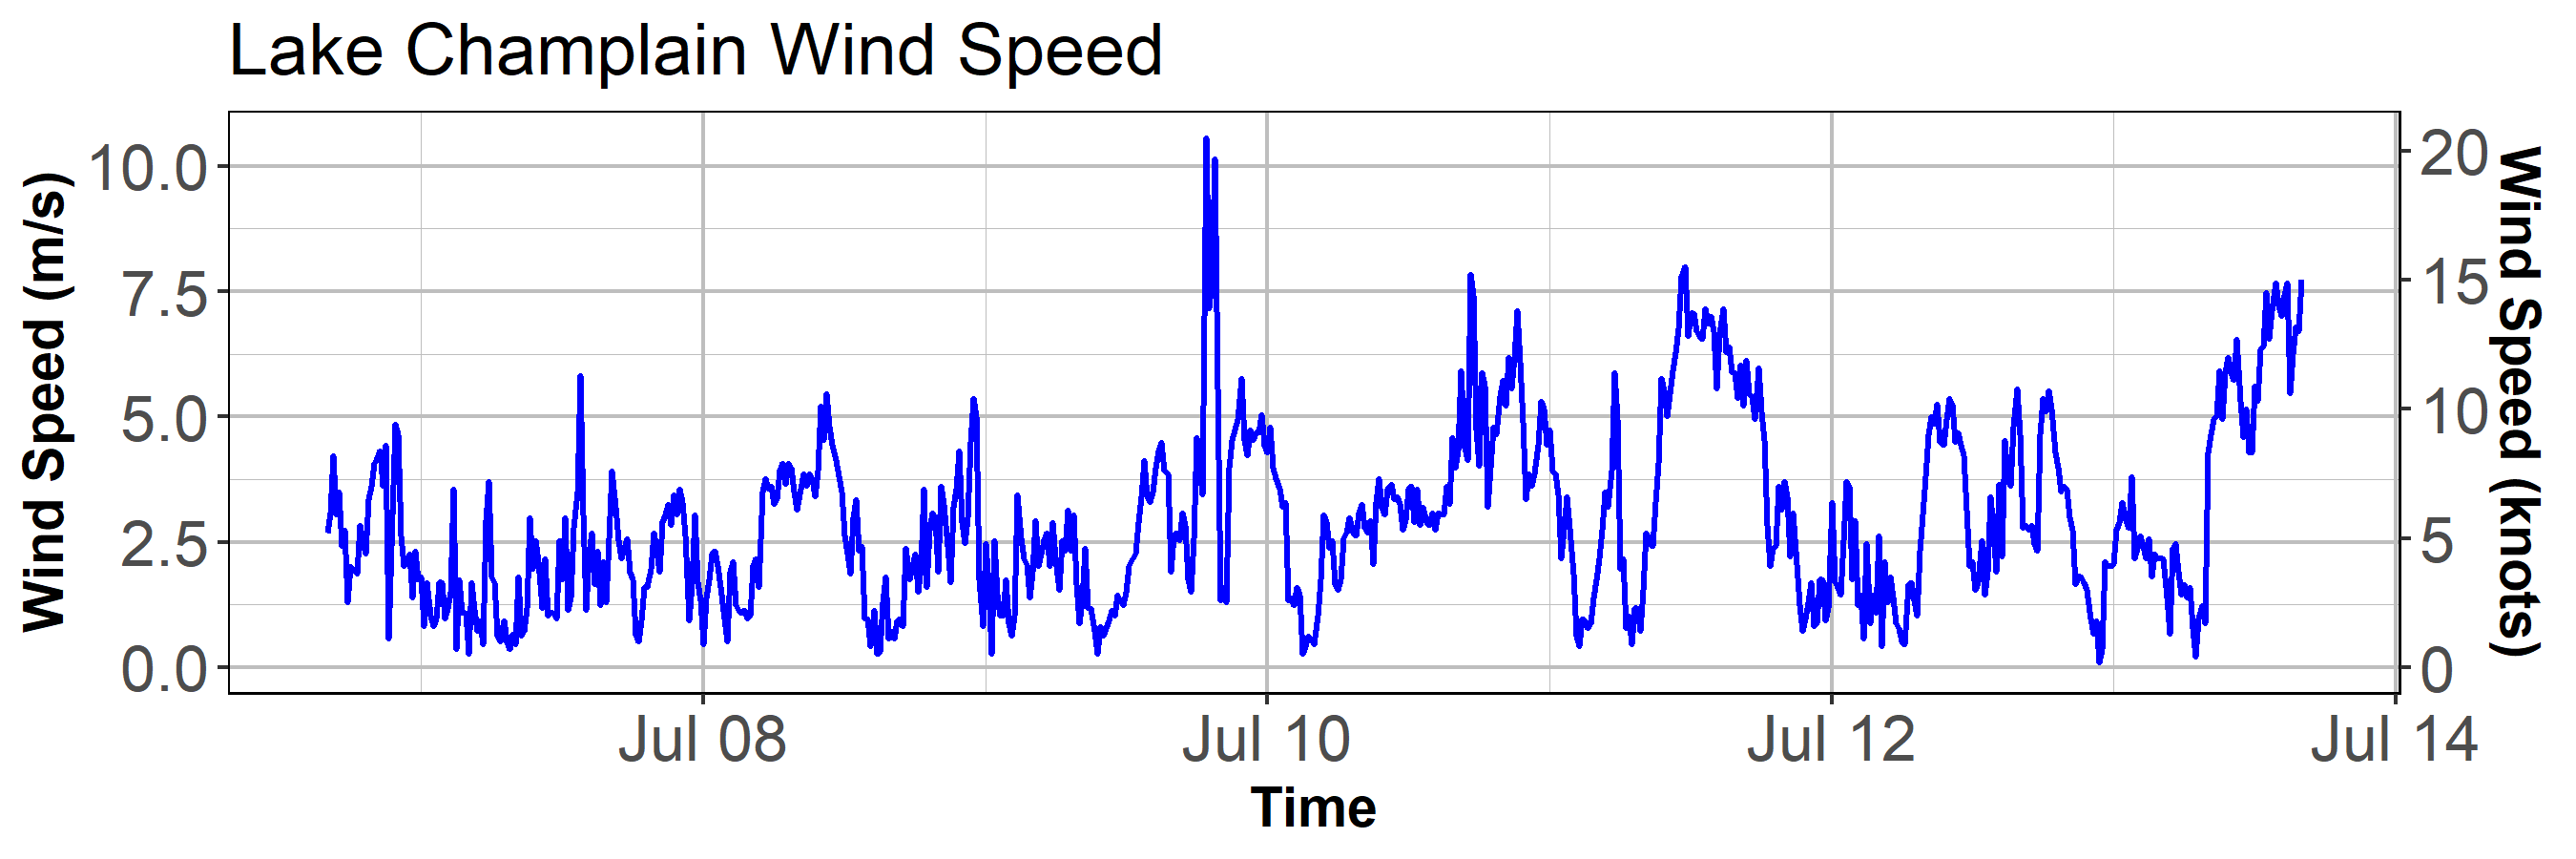 Lake Champlain Wind Speed
Wind Speed (m/s)
10.0
7.5
5.0
2.5
0.0
20
15
10
5
0
Wind Speed (knots)
Jul 08
Jul 10
Jul 12
Jul 14
Time